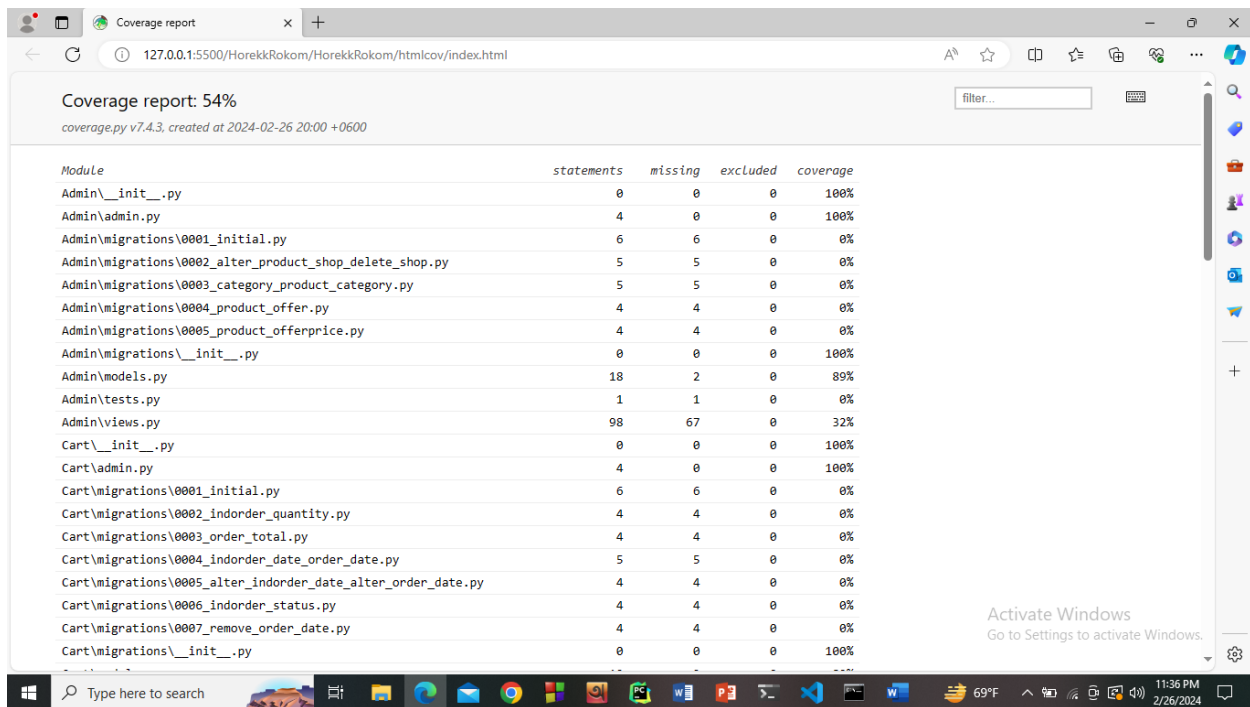 Coverage report
127.0.0.1:5500/HorekkRokom/HorekkRokom/htmlcov/index.html
Coverage report: 54%
filter...
coverage.py v7.4.3, created at 2024-02-26 20:00 +0600
Module statements missing excluded coverage
Admin\__init__.py 0 0 0 100%
Admin\admin.py 4 0 0 100%
Admin\migrations\0001_initial.py 6 6 0 0%
Admin\migrations\0002_alter_product_shop_delete_shop.py 5 5 0 0%
Admin\migrations\0003_category_product_category.py 5 5 0 0%
Admin\migrations\0004_product_offer.py 4 4 0 0%
Admin\migrations\0005_product_offerprice.py 4 4 0 0%
Admin\migrations\__init__.py 0 0 0 100%
Admin\models.py 18 2 0 89%
Admin\tests.py 1 1 0 0%
Admin\views.py 98 67 0 32%
Cart\__init__.py 0 0 0 100%
Cart\admin.py 4 0 0 100%
Cart\migrations\0001_initial.py 6 6 0 0%
Cart\migrations\0002_indorder_quantity.py 4 4 0 0%
Cart\migrations\0003_order_total.py 4 4 0 0%
Cart\migrations\0004_indorder_date_order_date.py 5 5 0 0%
Cart\migrations\0005_alter_indorder_date_alter_order_date.py 4 4 0 0%
Cart\migrations\0006_indorder_status.py 4 4 0 0%
Cart\migrations\0007_remove_order_date.py 4 4 0 0%
Cart\migrations\__init__.py 0 0 0 100%
Activate Windows
Go to Settings to activate Windows.
Type here to search
69°F
11:36 PM
2/26/2024